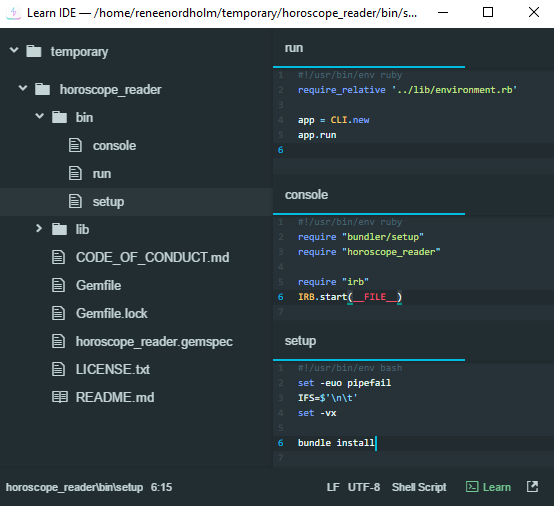 Learn IDE — /home/reneenordholm/temporary/horoscope_reader/bin/s...
temporary
horoscope_reader
bin
console
run
setup
lib
CODE_OF_CONDUCT.md
Gemfile
Gemfile.lock
horoscope_reader.gemspec
LICENSE.txt
README.md
run
1 #!/usr/bin/env ruby
2 require_relative '../lib/environment.rb'
3
4 app = CLI.new
5 app.run
6
console
1 #!/usr/bin/env ruby
2 require "bundler/setup"
3 require "horoscope_reader"
4
5 require "irb"
6 IRB.start(__FILE__)
7
setup
1 #!/usr/bin/env bash
2 set -euo pipefail
3 IFS=$'\n\t'
4 set -vx
5
6 bundle install
7
horoscope_reader\bin\setup 6:15 LF UTF-8 Shell Script Learn